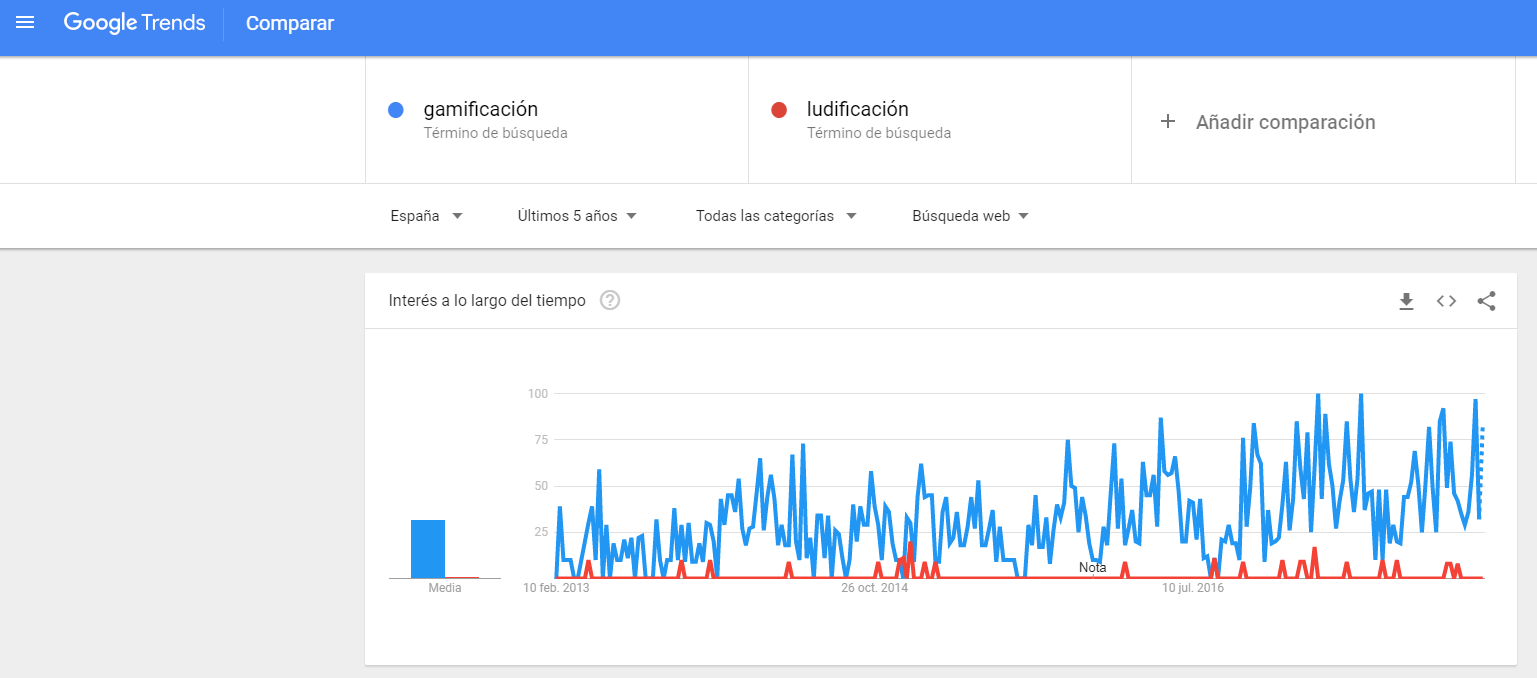 Google Trends Comparar
gamificación
Término de búsqueda
ludificación
Término de búsqueda
+ Añadir comparación
España Últimos 5 años Todas las categorías Búsqueda web
Interés a lo largo del tiempo ?
100
75
50
25
Nota
Media
10 feb. 2013 26 oct. 2014 10 jul. 2016